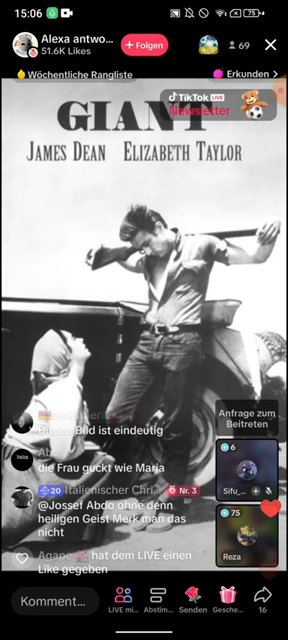 15:06
75
Alexa antwo...
51.6K Likes
+ Folgen
69
Wöchentliche Rangliste
Erkunden >
GIANT
TikTok LIVE
Newsletter
JAMES DEAN ELIZABETH TAYLOR
Dieses Bild ist eindeutig
Ab
die Frau guckt wie Maria
20 Italienischer Chri... Nr. 3
@Jossef Abdo ohne denn
heiligen Geist Merk man das
nicht
Agape hat dem LIVE einen
Like gegeben
Anfrage zum
Beitreten
6
Sifu_...
75
Reza
Komment...
LIVE mi...
Abstim...
Senden
Gesche...
16